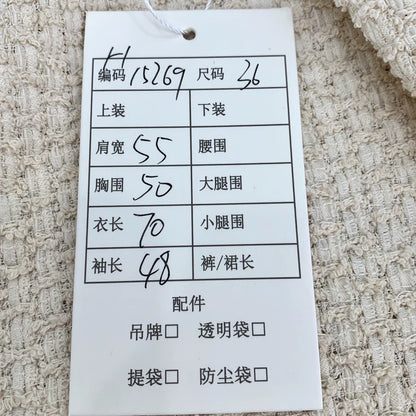 H
编码 15269 尺码 36
上装 下装
肩宽 55 腰围
胸围 50 大腿围
衣长 70 小腿围
袖长 48 裤/裙长
配件
吊牌□ 透明袋□
提袋□ 防尘袋□